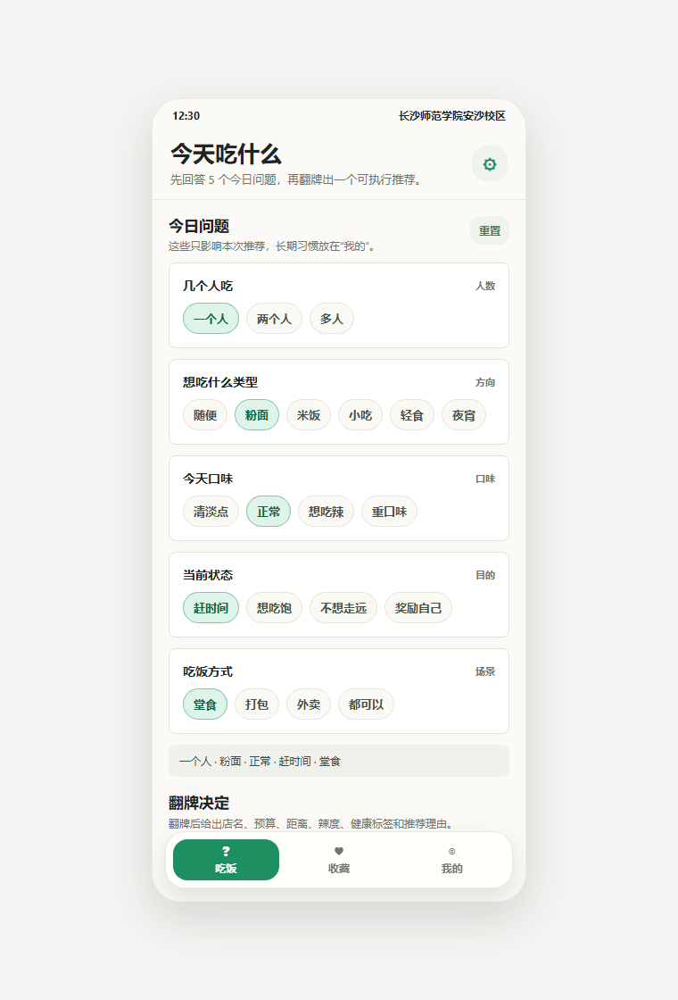 12:30 长沙师范学院安沙校区
今天吃什么
先回答 5 个今日问题，再翻牌出一个可执行推荐。
今日问题
重置
这些只影响本次推荐，长期习惯放在“我的”。
几个人吃 人数
一个人 两个人 多人
想吃什么类型 方向
随便 粉面 米饭 小吃 轻食 夜宵
今天口味 口味
清淡点 正常 想吃辣 重口味
当前状态 目的
赶时间 想吃饱 不想走远 奖励自己
吃饭方式 场景
堂食 打包 外卖 都可以
一个人 · 粉面 · 正常 · 赶时间 · 堂食
翻牌决定
翻牌后给出店名、预算、距离、辣度、健康标签和推荐理由。
?
吃饭 收藏 我的